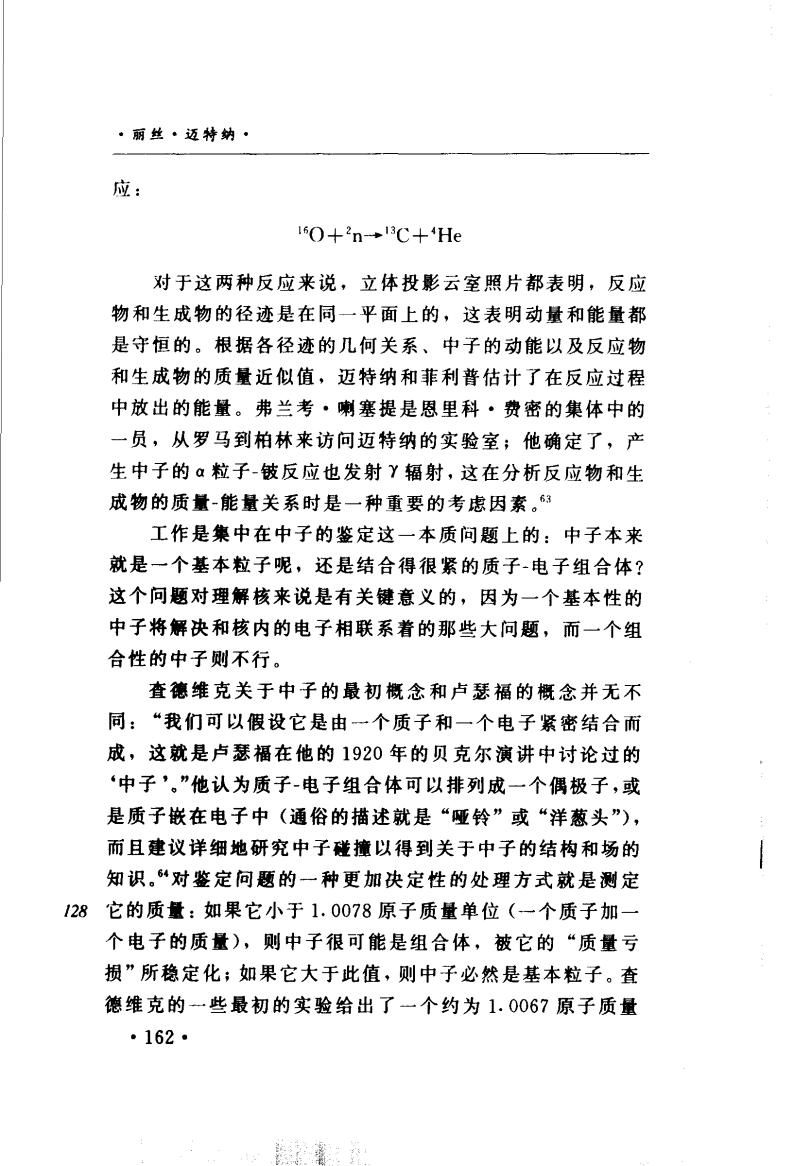 ·丽丝·迈特纳·
应：
¹⁶O+²n→¹³C+⁴He
对于这两种反应来说，立体投影云室照片都表明，反应
物和生成物的径迹是在同一平面上的，这表明动量和能量都
是守恒的。根据各径迹的几何关系、中子的动能以及反应物
和生成物的质量近似值，迈特纳和菲利普估计了在反应过程
中放出的能量。弗兰考·喇塞提是恩里科·费密的集体中的
一员，从罗马到柏林来访问迈特纳的实验室；他确定了，产
生中子的α粒子-铍反应也发射γ辐射，这在分析反应物和生
成物的质量-能量关系时是一种重要的考虑因素。⁶³
工作是集中在中子的鉴定这一本质问题上的：中子本来
就是一个基本粒子呢，还是结合得很紧的质子-电子组合体？
这个问题对理解核来说是有关键意义的，因为一个基本性的
中子将解决和核内的电子相联系着的那些大问题，而一个组
合性的中子则不行。
查德维克关于中子的最初概念和卢瑟福的概念并无不
同：“我们可以假设它是由一个质子和一个电子紧密结合而
成，这就是卢瑟福在他的1920年的贝克尔演讲中讨论过的
‘中子’。”他认为质子-电子组合体可以排列成一个偶极子，或
是质子嵌在电子中（通俗的描述就是“哑铃”或“洋葱头”），
而且建议详细地研究中子碰撞以得到关于中子的结构和场的
知识。⁶⁴对鉴定问题的一种更加决定性的处理方式就是测定
128 它的质量：如果它小于1.0078原子质量单位（一个质子加一
个电子的质量），则中子很可能是组合体，被它的“质量亏
损”所稳定化；如果它大于此值，则中子必然是基本粒子。查
德维克的一些最初的实验给出了一个约为1.0067原子质量
·162·